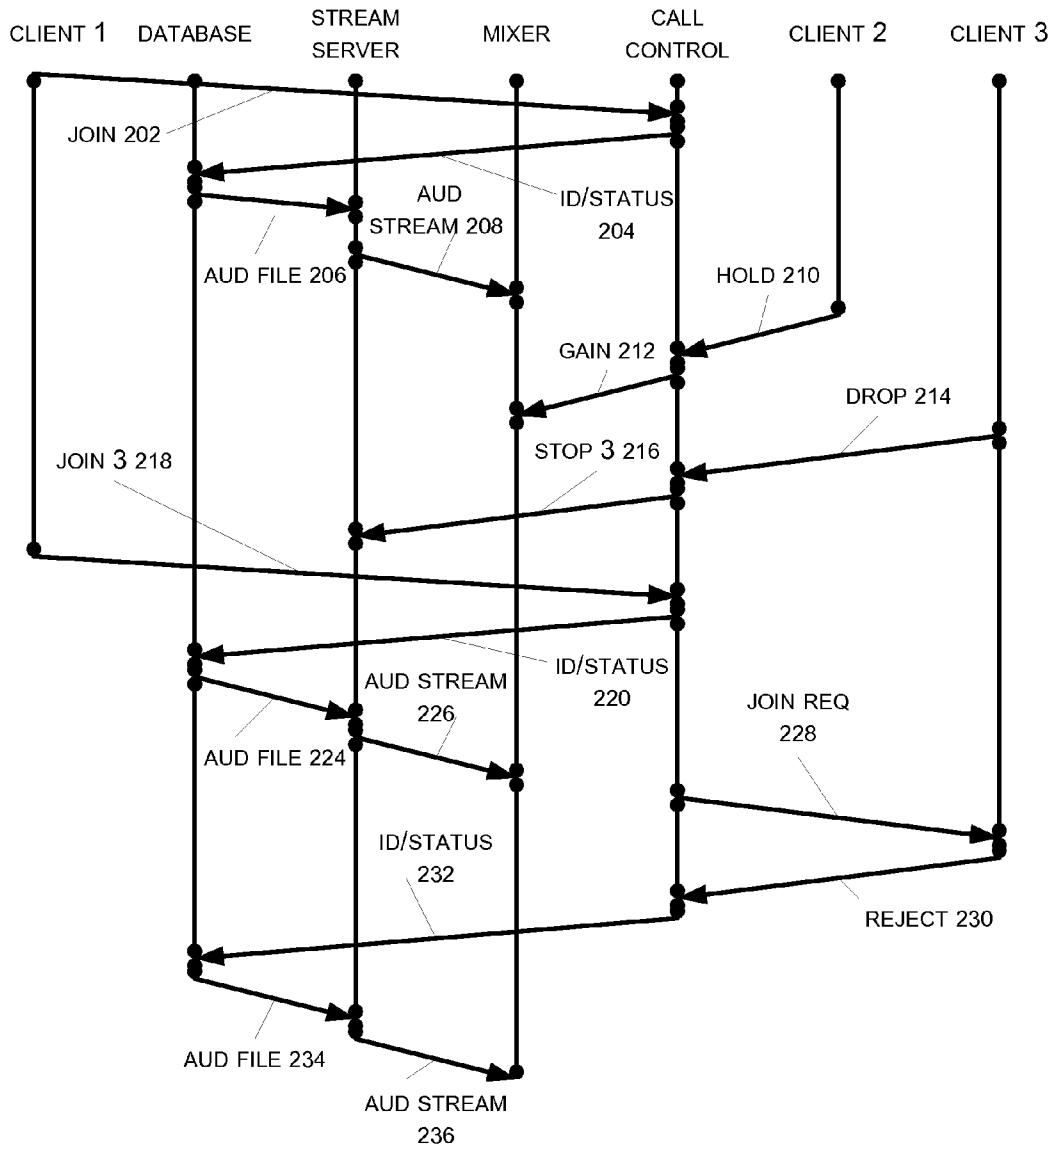 CLIENT 1
DATABASE
STREAM
SERVER
MIXER
CALL
CONTROL
CLIENT 2
CLIENT 3
JOIN 202
ID/STATUS
204
AUD
STREAM 208
AUD FILE 206
HOLD 210
GAIN 212
DROP 214
STOP 3 216
JOIN 3 218
ID/STATUS
220
AUD STREAM
226
AUD FILE 224
JOIN REQ
228
ID/STATUS
232
REJECT 230
AUD FILE 234
AUD STREAM
236